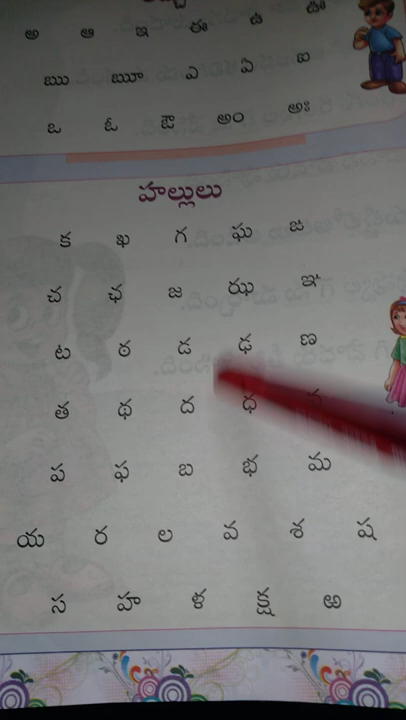 అ ఆ ఇ ఈ ఉ ఊ
ఋ ౠ ఎ ఏ ఐ
ఒ ఓ ఔ అం అః
హల్లులు
క ఖ గ ఘ ఙ
చ ఛ జ ఝ ఞ
ట ఠ డ ఢ ణ
త థ ద ధ
ప ఫ బ భ మ
య ర ల వ శ ష
స హ ళ క్ష ఱ